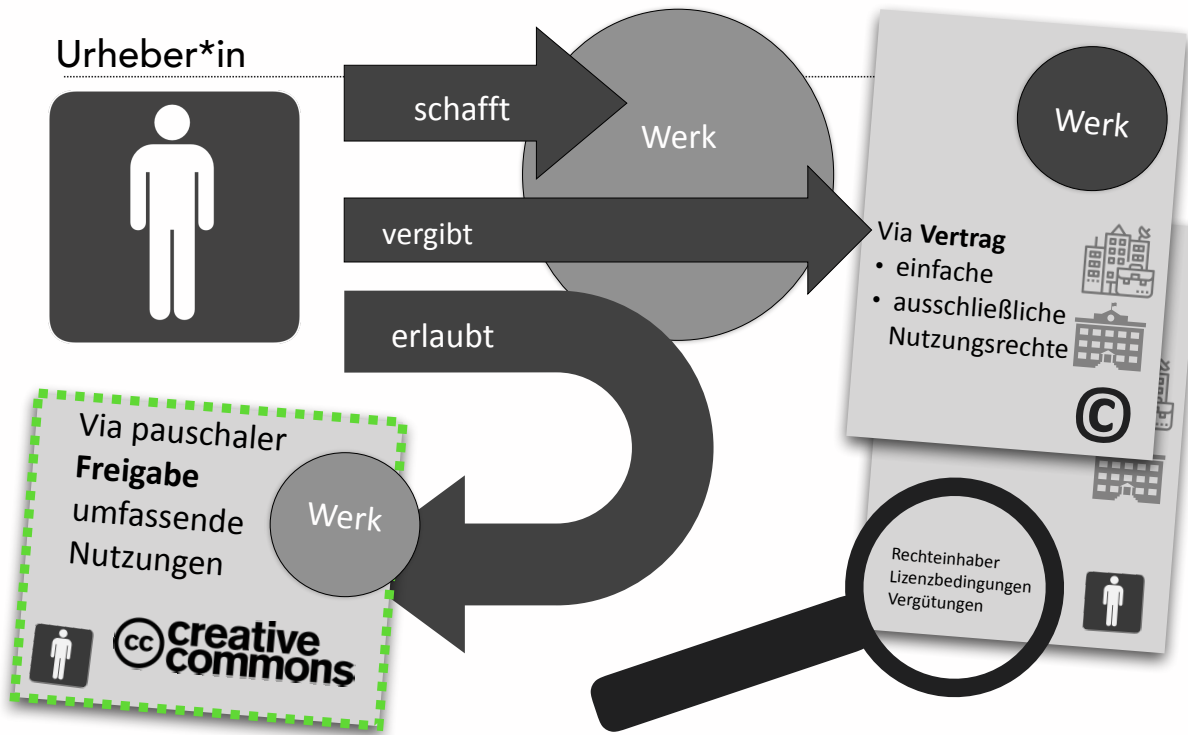 Urheber*in
schafft
Werk
vergibt
erlaubt
Werk
Via Vertrag
• einfache
• ausschließliche
Nutzungsrechte
©
Rechteinhaber
Lizenzbedingungen
Vergütungen
Via pauschaler
Freigabe
umfassende
Nutzungen
Werk
cc creative
commons